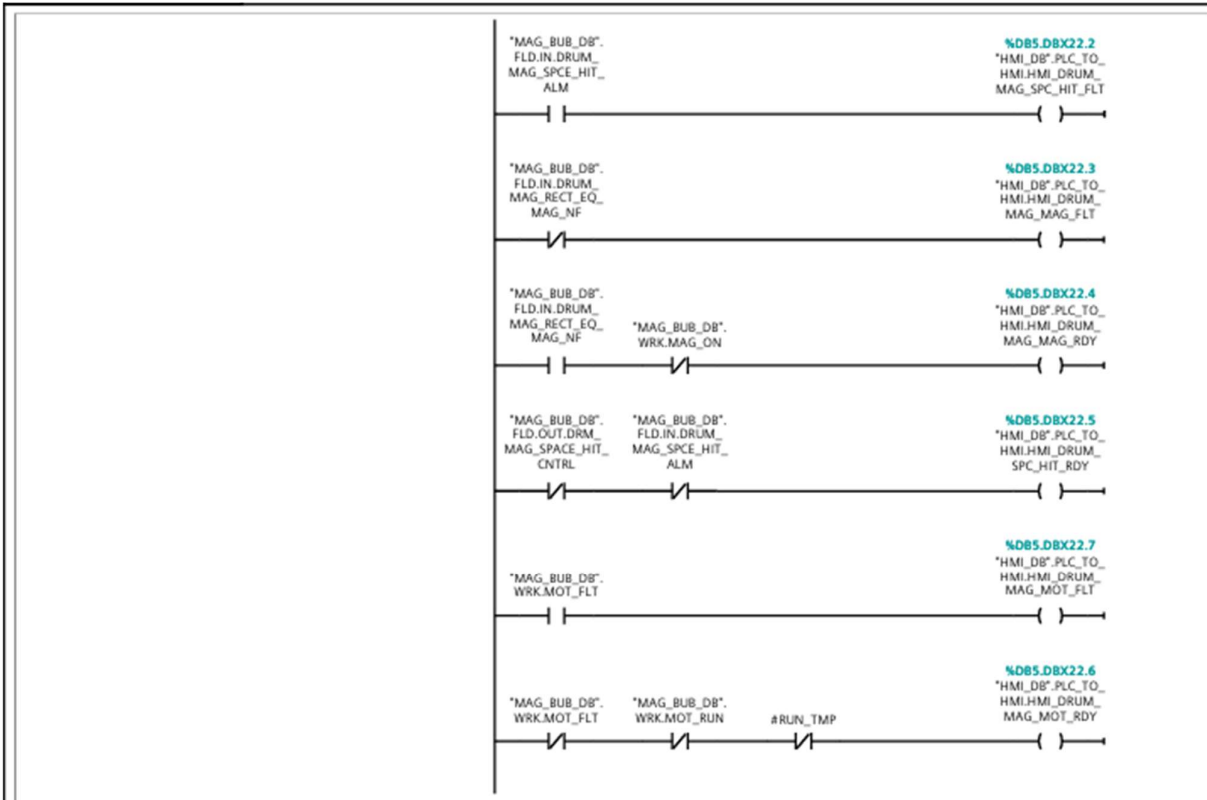 "MAG_BUB_DB".
FLD.IN.DRUM_
MAG_SPCE_HIT_
ALM
%DB5.DBX22.2
"HMI_DB".PLC_TO_
HMI.HMI_DRUM_
MAG_SPC_HIT_FLT
"MAG_BUB_DB".
FLD.IN.DRUM_
MAG_RECT_EQ_
MAG_NF
%DB5.DBX22.3
"HMI_DB".PLC_TO_
HMI.HMI_DRUM_
MAG_MAG_FLT
"MAG_BUB_DB".
FLD.IN.DRUM_
MAG_RECT_EQ_
MAG_NF
"MAG_BUB_DB".
WRK.MAG_ON
%DB5.DBX22.4
"HMI_DB".PLC_TO_
HMI.HMI_DRUM_
MAG_MAG_RDY
"MAG_BUB_DB".
FLD.OUT.DRM_
MAG_SPACE_HIT_
CNTRL
"MAG_BUB_DB".
FLD.IN.DRUM_
MAG_SPCE_HIT_
ALM
%DB5.DBX22.5
"HMI_DB".PLC_TO_
HMI.HMI_DRUM_
SPC_HIT_RDY
"MAG_BUB_DB".
WRK.MOT_FLT
%DB5.DBX22.7
"HMI_DB".PLC_TO_
HMI.HMI_DRUM_
MAG_MOT_FLT
"MAG_BUB_DB".
WRK.MOT_FLT
"MAG_BUB_DB".
WRK.MOT_RUN
#RUN_TMP
%DB5.DBX22.6
"HMI_DB".PLC_TO_
HMI.HMI_DRUM_
MAG_MOT_RDY